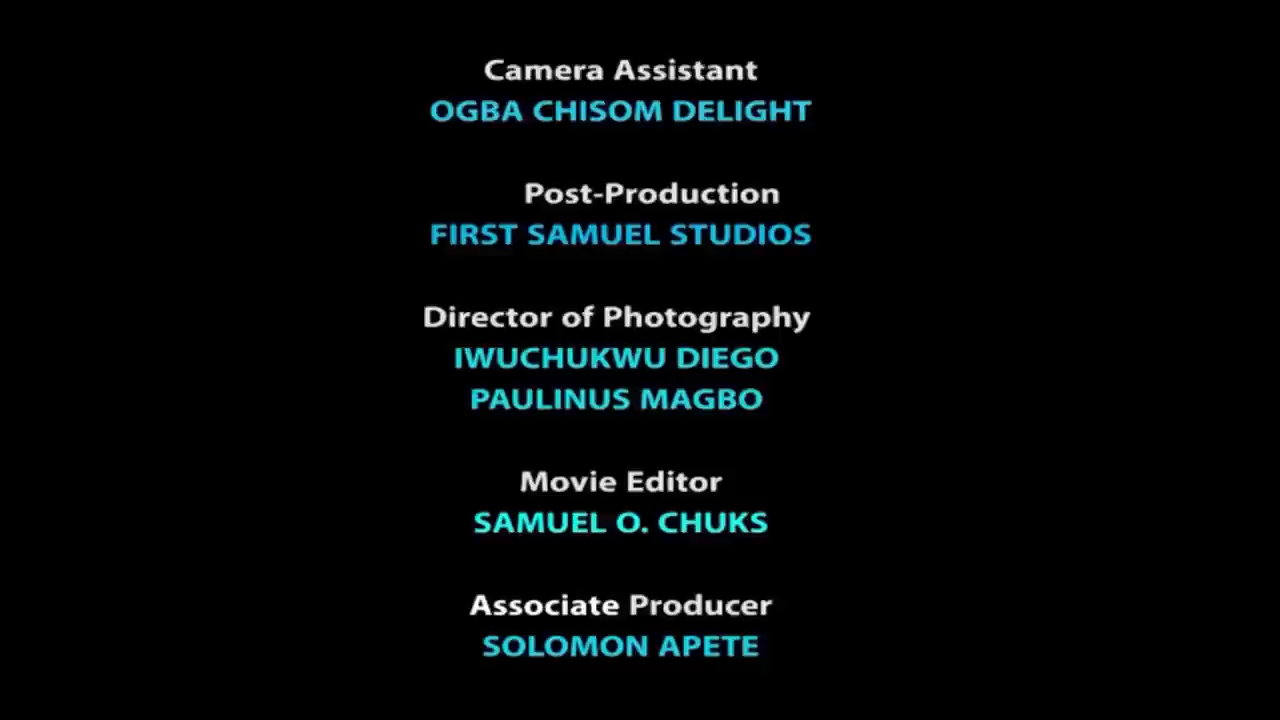 Camera Assistant
OGBA CHISOM DELIGHT
Post-Production
FIRST SAMUEL STUDIOS
Director of Photography
IWUCHUKWU DIEGO
PAULINUS MAGBO
Movie Editor
SAMUEL O. CHUKS
Associate Producer
SOLOMON APETE